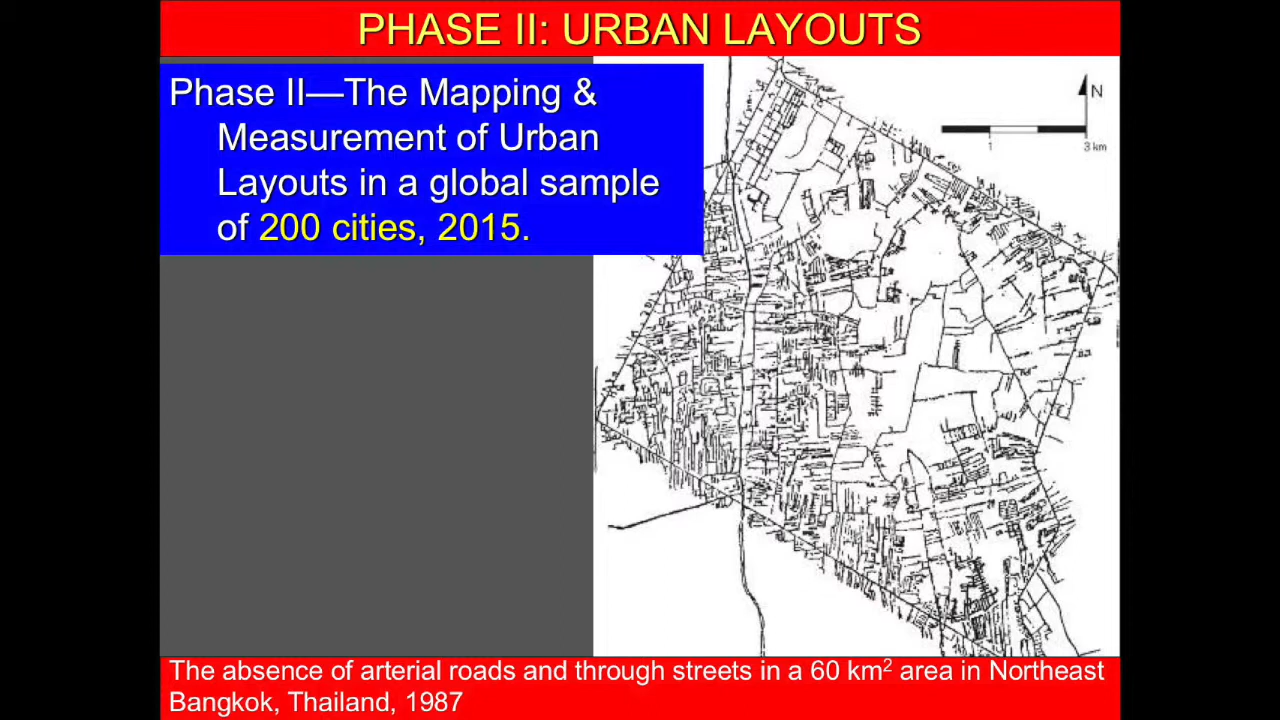 PHASE II: URBAN LAYOUTS
Phase II—The Mapping &
Measurement of Urban
Layouts in a global sample
of 200 cities, 2015.
N
1
3 km
The absence of arterial roads and through streets in a 60 km² area in Northeast
Bangkok, Thailand, 1987